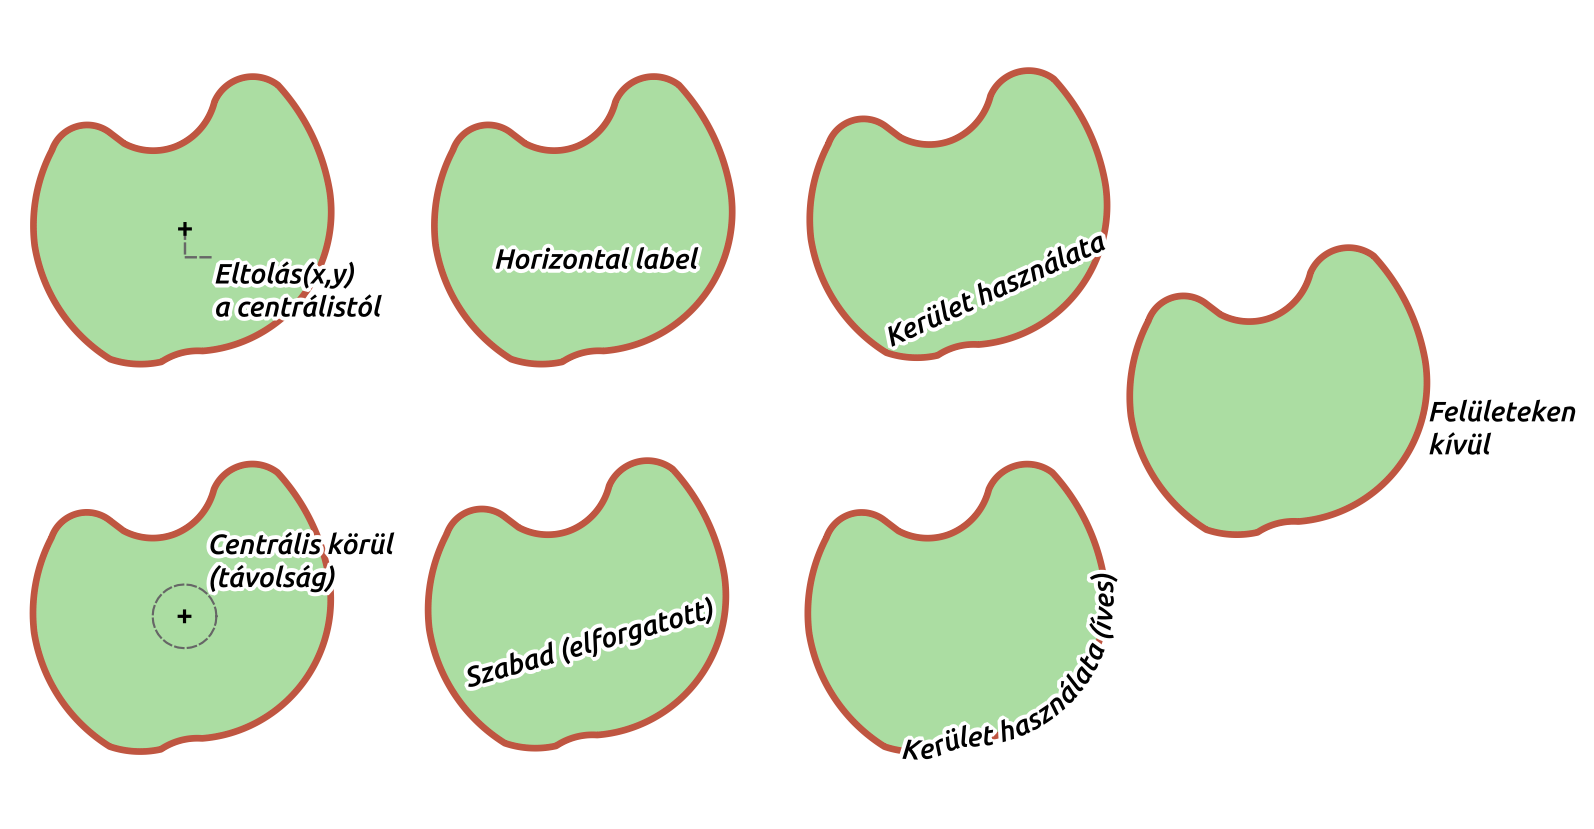 Eltolás(x,y)
a centrálistól
Horizontal label
Kerület használata
Felületeken
kívül
Centrális körül
(távolság)
Szabad (elforgatott)
Kerület használata (íves)